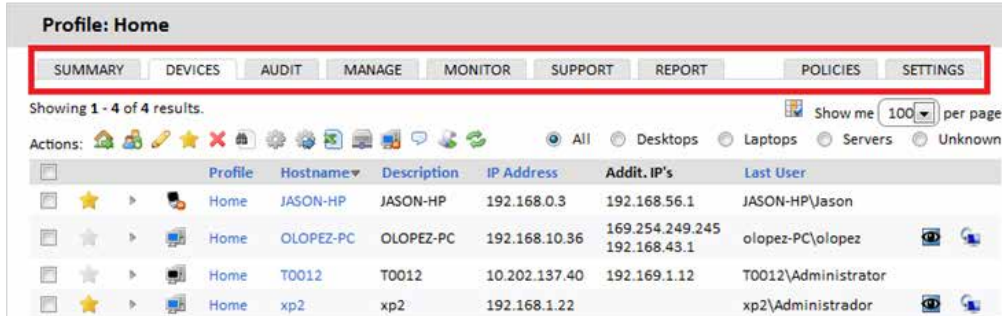 Profile: Home
SUMMARY DEVICES AUDIT MANAGE MONITOR SUPPORT REPORT POLICIES SETTINGS
Showing 1 - 4 of 4 results. Show me 100 per page
Actions: All Desktops Laptops Servers Unknown
Profile Hostname Description IP Address Addit. IP's Last User
Home JASON-HP JASON-HP 192.168.0.3 192.168.56.1 JASON-HP\Jason
Home OLOPEZ-PC OLOPEZ-PC 192.168.10.36 169.254.249.245 olopez-PC\olopez
192.168.43.1
Home T0012 T0012 10.202.137.40 192.169.1.12 T0012\Administrator
Home xp2 xp2 192.168.1.22 xp2\Administrador